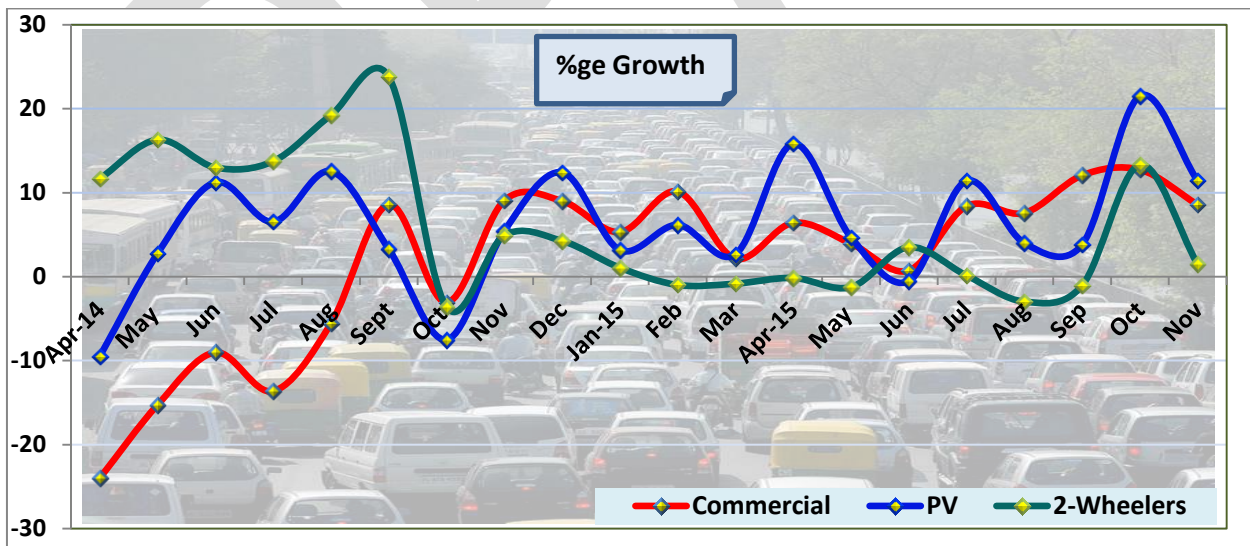 %ge Growth
30
20
10
0
-10
-20
-30
Apr-14
May
Jun
Jul
Aug
Sept
Oct
Nov
Dec
Jan-15
Feb
Mar
Apr-15
May
Jun
Jul
Aug
Sep
Oct
Nov
Commercial PV 2-Wheelers